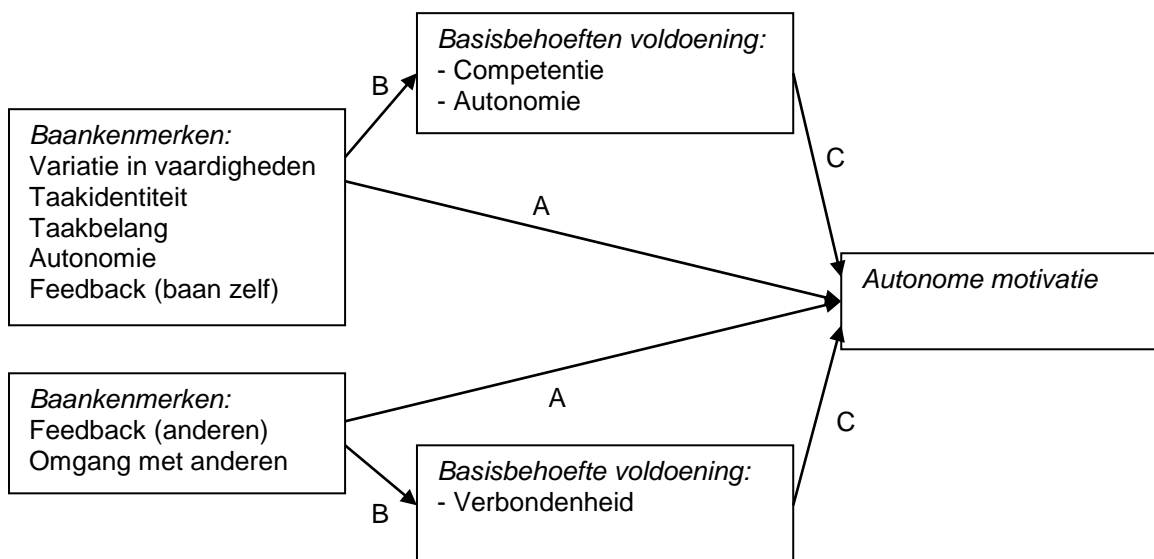 Basisbehoeften voldoening:
- Competentie
- Autonomie
B
Baankenmerken:
Variatie in vaardigheden
Taakidentiteit
Taakbelang
Autonomie
Feedback (baan zelf)
C
A
Autonome motivatie
Baankenmerken:
Feedback (anderen)
Omgang met anderen
A
C
B
Basisbehoefte voldoening:
- Verbondenheid